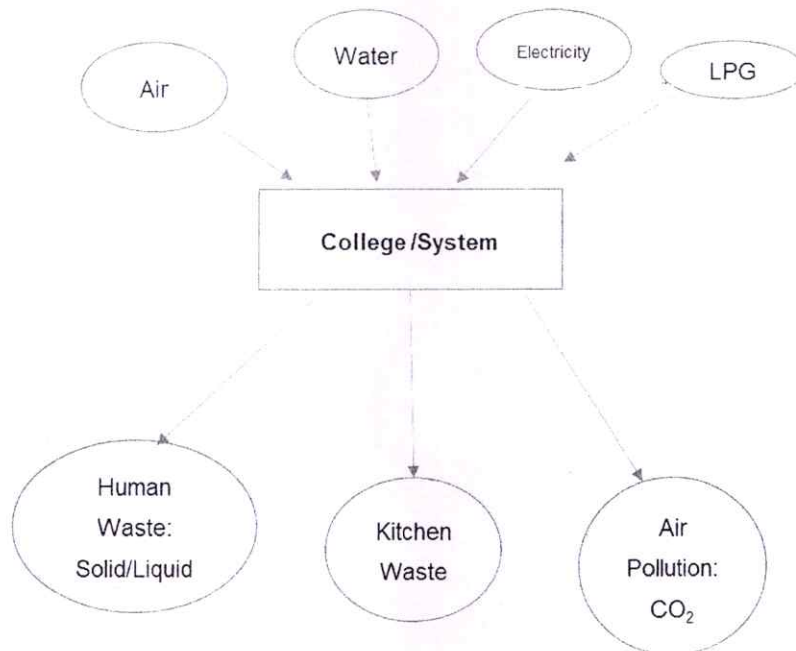 Air
Water
Electricity
LPG
College/System
Human
Waste:
Solid/Liquid
Kitchen
Waste
Air
Pollution:
CO₂